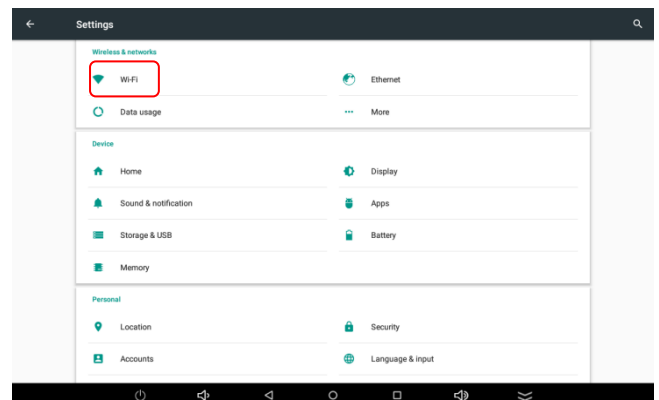 Settings
Wireless & networks
Wi-Fi
Ethernet
Data usage
More
Device
Home
Display
Sound & notification
Apps
Storage & USB
Battery
Memory
Personal
Location
Security
Accounts
Language & input